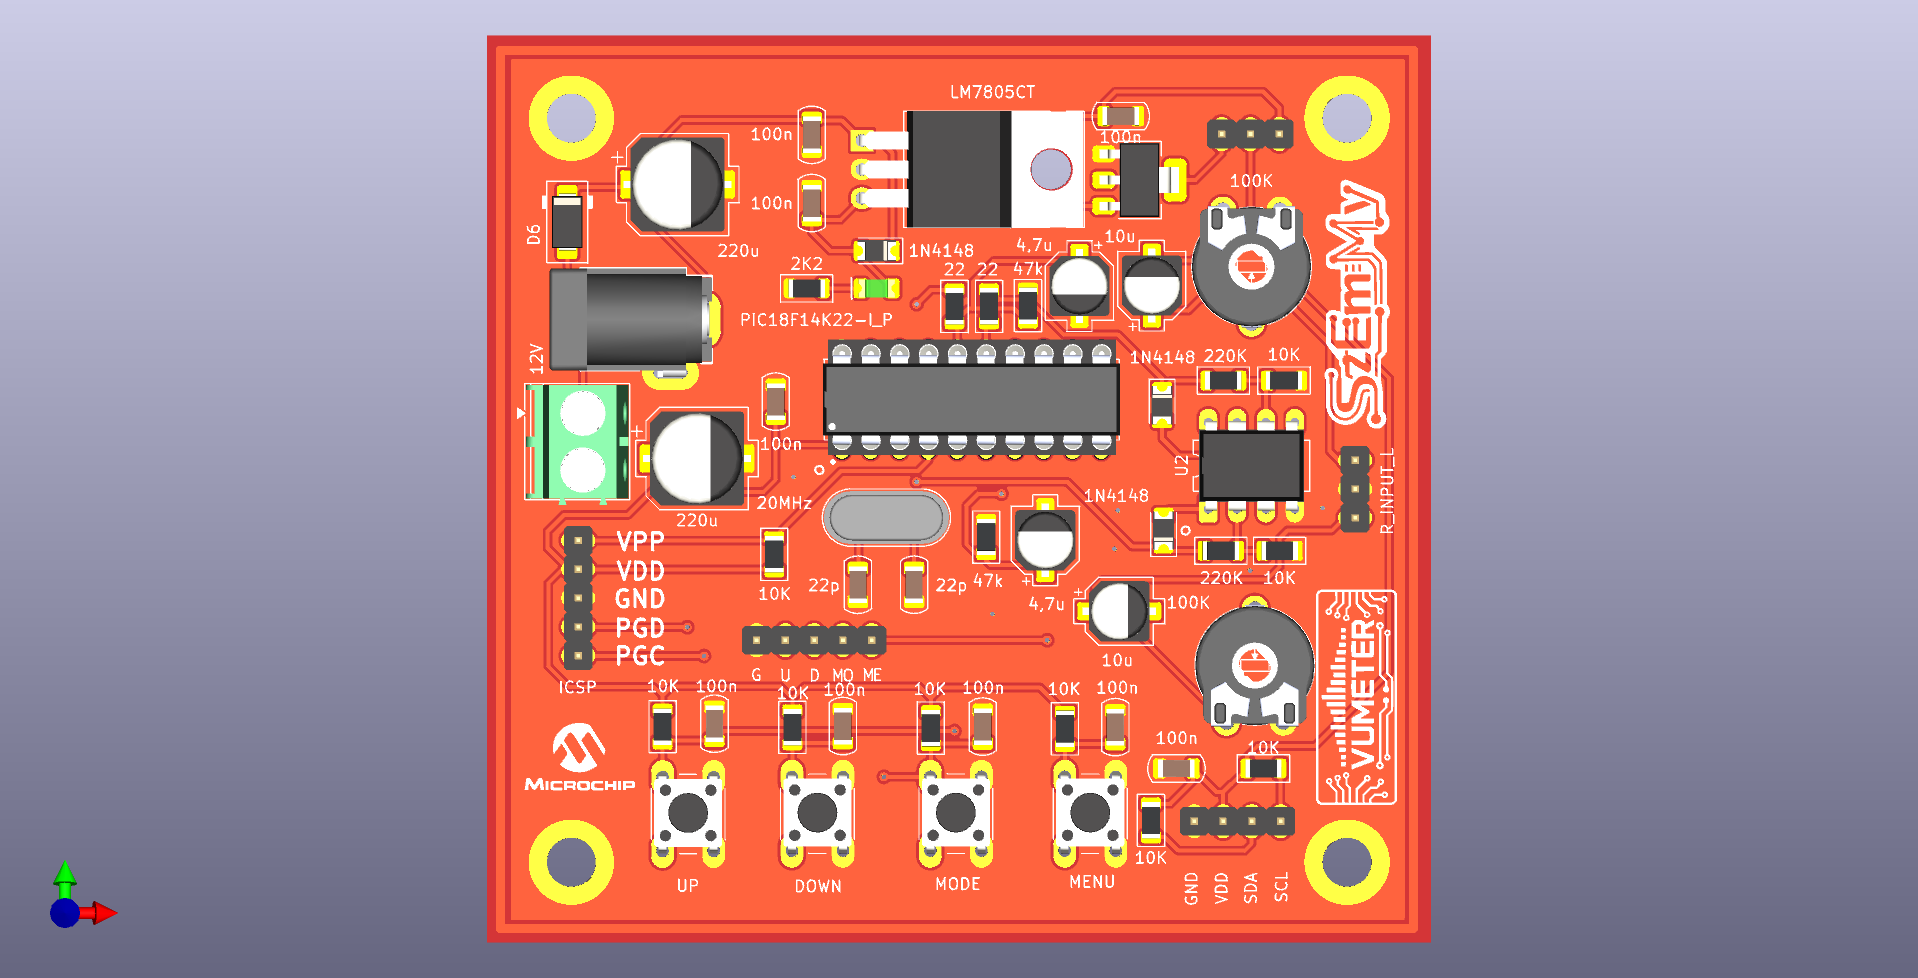 LM7805CT
100n
100n
100K
100n
D6
220u
1N4148
4,7u
10u
2K2
22
22
47k
PIC18F14K22-I_P
12V
1N4148
220K
10K
SzEmMy
100n
U2
R_INPUT_L
20MHz
1N4148
220u
VPP
VDD
GND
PGD
PGC
ICSP
10K
22p
22p
47k
4,7u
220K
10K
100K
10u
G U D MO ME
10K
100n
10K
100n
10K
100n
10K
100n
VUMETER
100n
10K
MICROCHIP
10K
UP
DOWN
MODE
MENU
GND
VDD
SDA
SCL